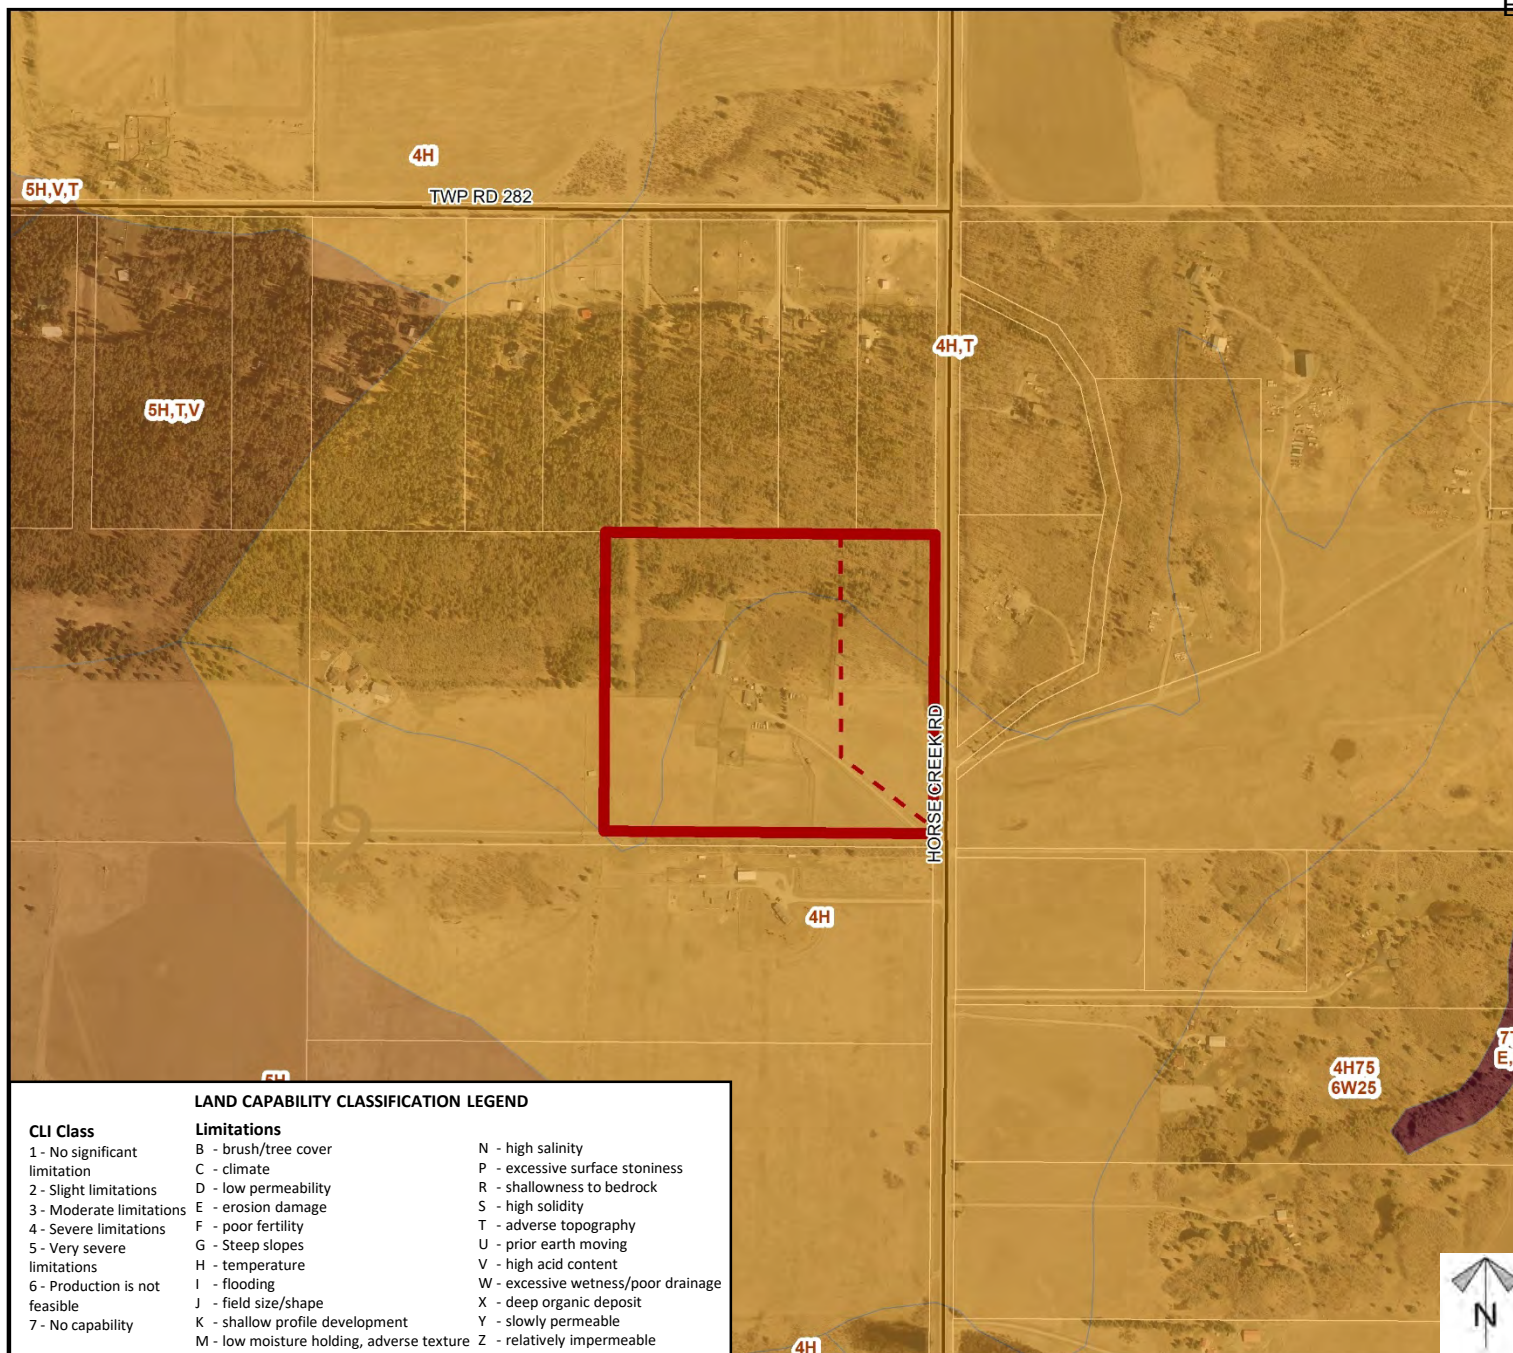 4H
5H,V,T
TWP RD 282
4H,T
5H,T,V
HORSE CREEK RD
12
4H
7
E,
4H75
6W25
5H
LAND CAPABILITY CLASSIFICATION LEGEND
CLI Class
1 - No significant
limitation
2 - Slight limitations
3 - Moderate limitations
4 - Severe limitations
5 - Very severe
limitations
6 - Production is not
feasible
7 - No capability
Limitations
B - brush/tree cover
C - climate
D - low permeability
E - erosion damage
F - poor fertility
G - Steep slopes
H - temperature
I - flooding
J - field size/shape
K - shallow profile development
M - low moisture holding, adverse texture
N - high salinity
P - excessive surface stoniness
R - shallowness to bedrock
S - high solidity
T - adverse topography
U - prior earth moving
V - high acid content
W - excessive wetness/poor drainage
X - deep organic deposit
Y - slowly permeable
Z - relatively impermeable
4H
N